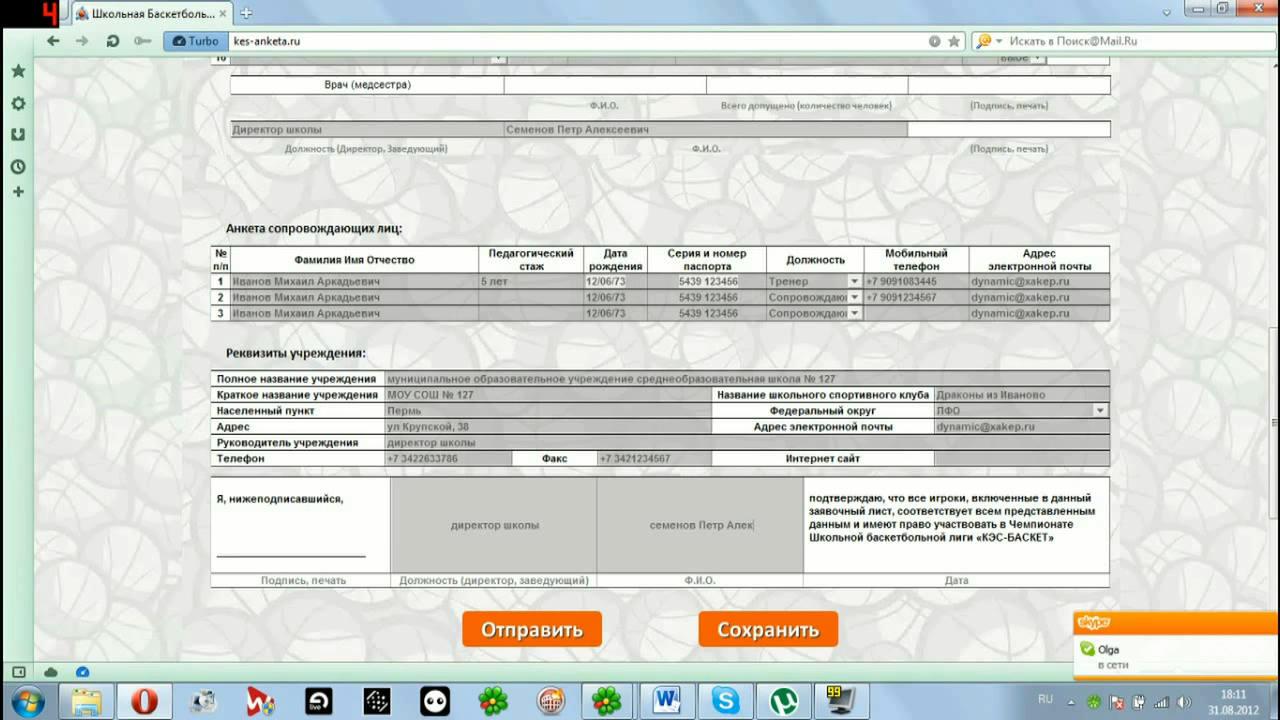 4
Школьная Баскетболь...
Turbo
kes-anketa.ru
Искать в Поиск@Mail.Ru
10
Врач (медсестра)
Ф.И.О. Всего допущено (количество человек) (Подпись, печать)
Директор школы Семенов Петр Алексеевич
Должность (Директор, Заведующий) Ф.И.О. (Подпись, печать)
Анкета сопровождающих лиц:
№ п/п Фамилия Имя Отчество Педагогический стаж Дата рождения Серия и номер паспорта Должность Мобильный телефон Адрес электронной почты
1 Иванов Михаил Аркадьевич 5 лет 12/06/73 5439 123456 Тренер +7 9091083445 dynamic@xakep.ru
2 Иванов Михаил Аркадьевич 12/06/73 5439 123456 Сопровождаю +7 9091234567 dynamic@xakep.ru
3 Иванов Михаил Аркадьевич 12/06/73 5439 123456 Сопровождаю dynamic@xakep.ru
Реквизиты учреждения:
Полное название учреждения муниципальное образовательное учреждение среднеобразовательная школа № 127
Краткое название учреждения МОУ СОШ № 127 Название школьного спортивного клуба Драконы из Иваново
Населенный пункт Пермь Федеральный округ ПФО
Адрес ул Крупской, 38 Адрес электронной почты dynamic@xakep.ru
Руководитель учреждения директор школы
Телефон +7 3422633786 Факс +7 3421234567 Интернет сайт
Я, нижеподписавшийся,
директор школы
семенов Петр Алек
подтверждаю, что все игроки, включенные в данный
заявочный лист, соответствует всем представленным
данным и имеют право участвовать в Чемпионате
Школьной баскетбольной лиги «КЭС-БАСКЕТ»
Подпись, печать Должность (директор, заведующий) Ф.И.О. Дата
Отправить Сохранить
skype
Olga
в сети
live
99
RU
18:11
31.08.2012